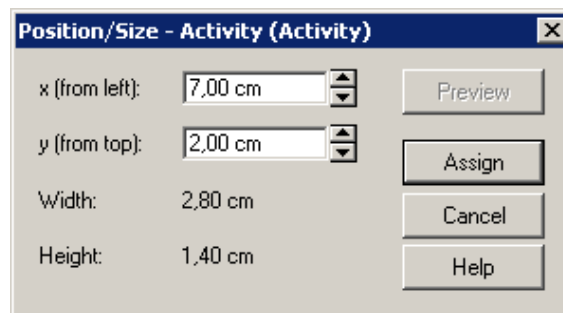 Position/Size - Activity (Activity)
x (from left): 7,00 cm Preview
y (from top): 2,00 cm
Assign
Width: 2,80 cm
Cancel
Height: 1,40 cm
Help